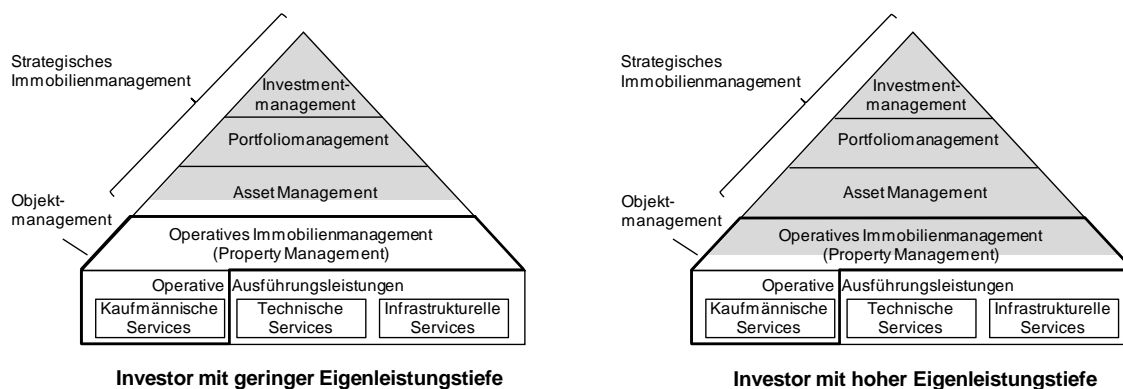 Strategisches
Immobilienmanagement
Investment-
management
Portfoliomanagement
Asset Management
Objekt-
management
Operatives Immobilienmanagement
(Property Management)
Operative Ausführungsleistungen
Kaufmännische
Services
Technische
Services
Infrastrukturelle
Services
Investor mit geringer Eigenleistungstiefe
Strategisches
Immobilienmanagement
Investment-
management
Portfoliomanagement
Asset Management
Objekt-
management
Operatives Immobilienmanagement
(Property Management)
Operative Ausführungsleistungen
Kaufmännische
Services
Technische
Services
Infrastrukturelle
Services
Investor mit hoher Eigenleistungstiefe